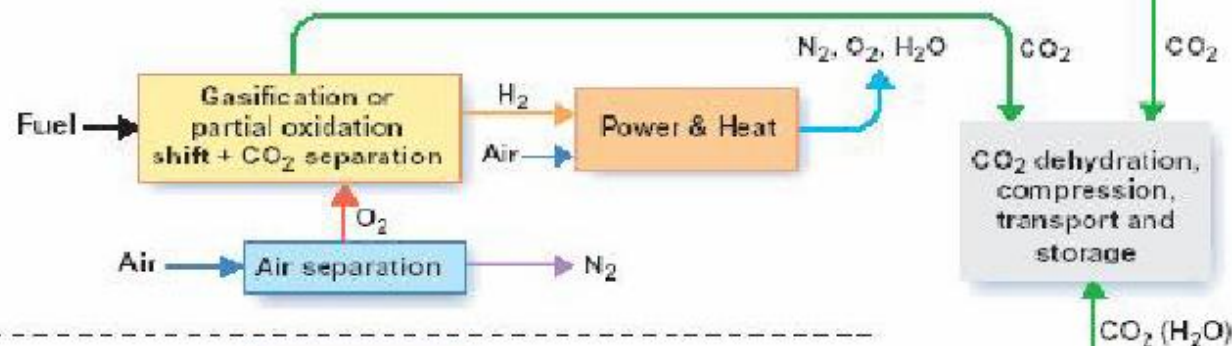 N₂, O₂, H₂O
CO₂
CO₂
Fuel
Gasification or
partial oxidation
shift + CO₂ separation
H₂
Air
Power & Heat
CO₂ dehydration,
compression,
transport and
storage
O₂
Air
Air separation
N₂
CO₂ (H₂O)